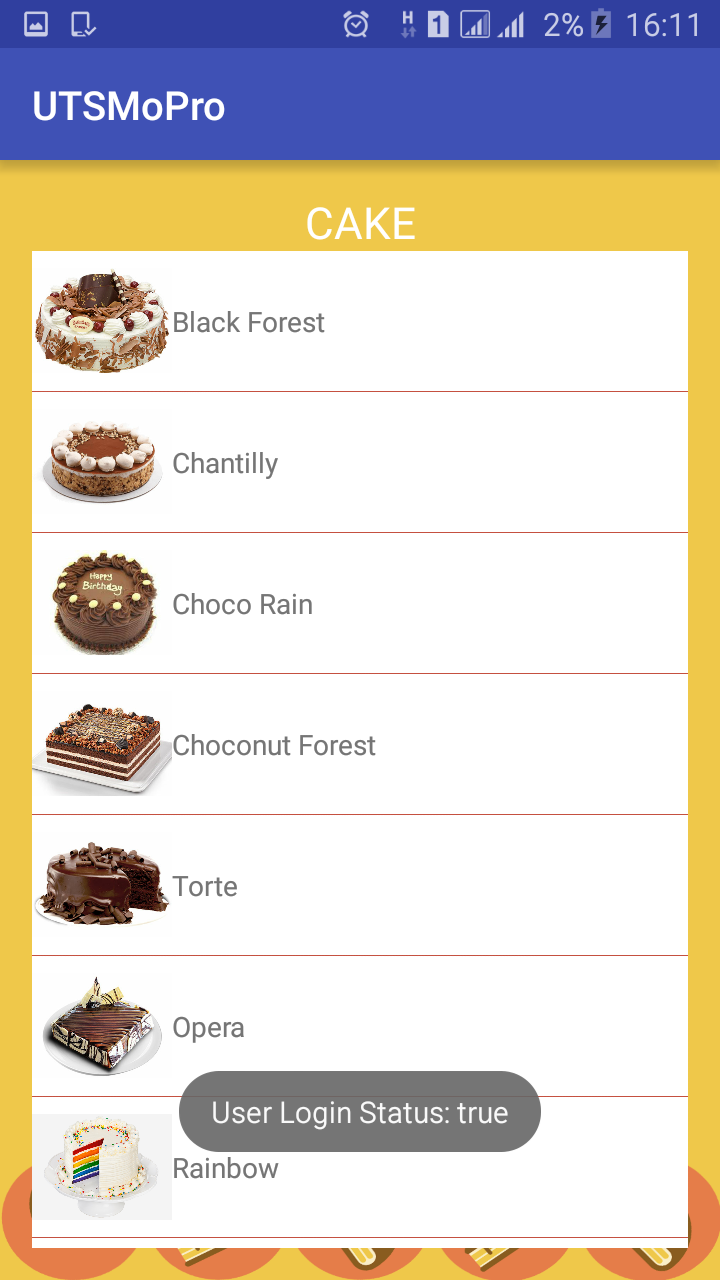 H 1 2% 16:11
UTSMoPro
CAKE
Black Forest
Chantilly
Happy
Birthday
Choco Rain
Choconut Forest
Torte
Opera
User Login Status: true
Rainbow